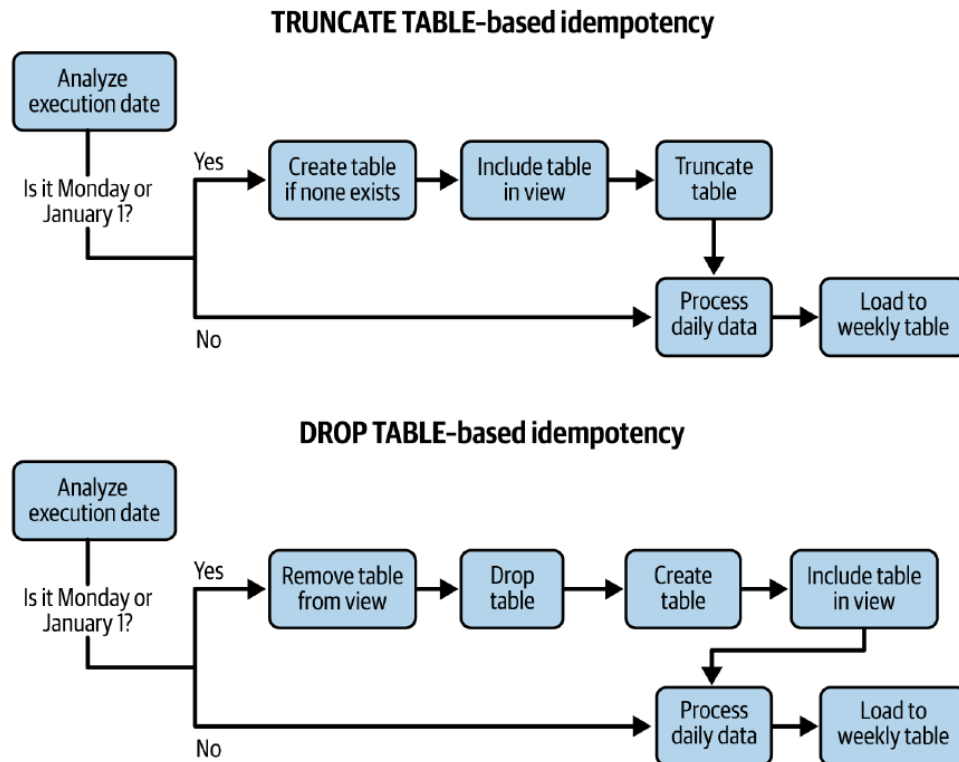 TRUNCATE TABLE-based idempotency
Analyze
execution date
Is it Monday or
January 1?
Yes
Create table
if none exists
Include table
in view
Truncate
table
No
Process
daily data
Load to
weekly table
DROP TABLE-based idempotency
Analyze
execution date
Is it Monday or
January 1?
Yes
Remove table
from view
Drop
table
Create
table
Include table
in view
No
Process
daily data
Load to
weekly table